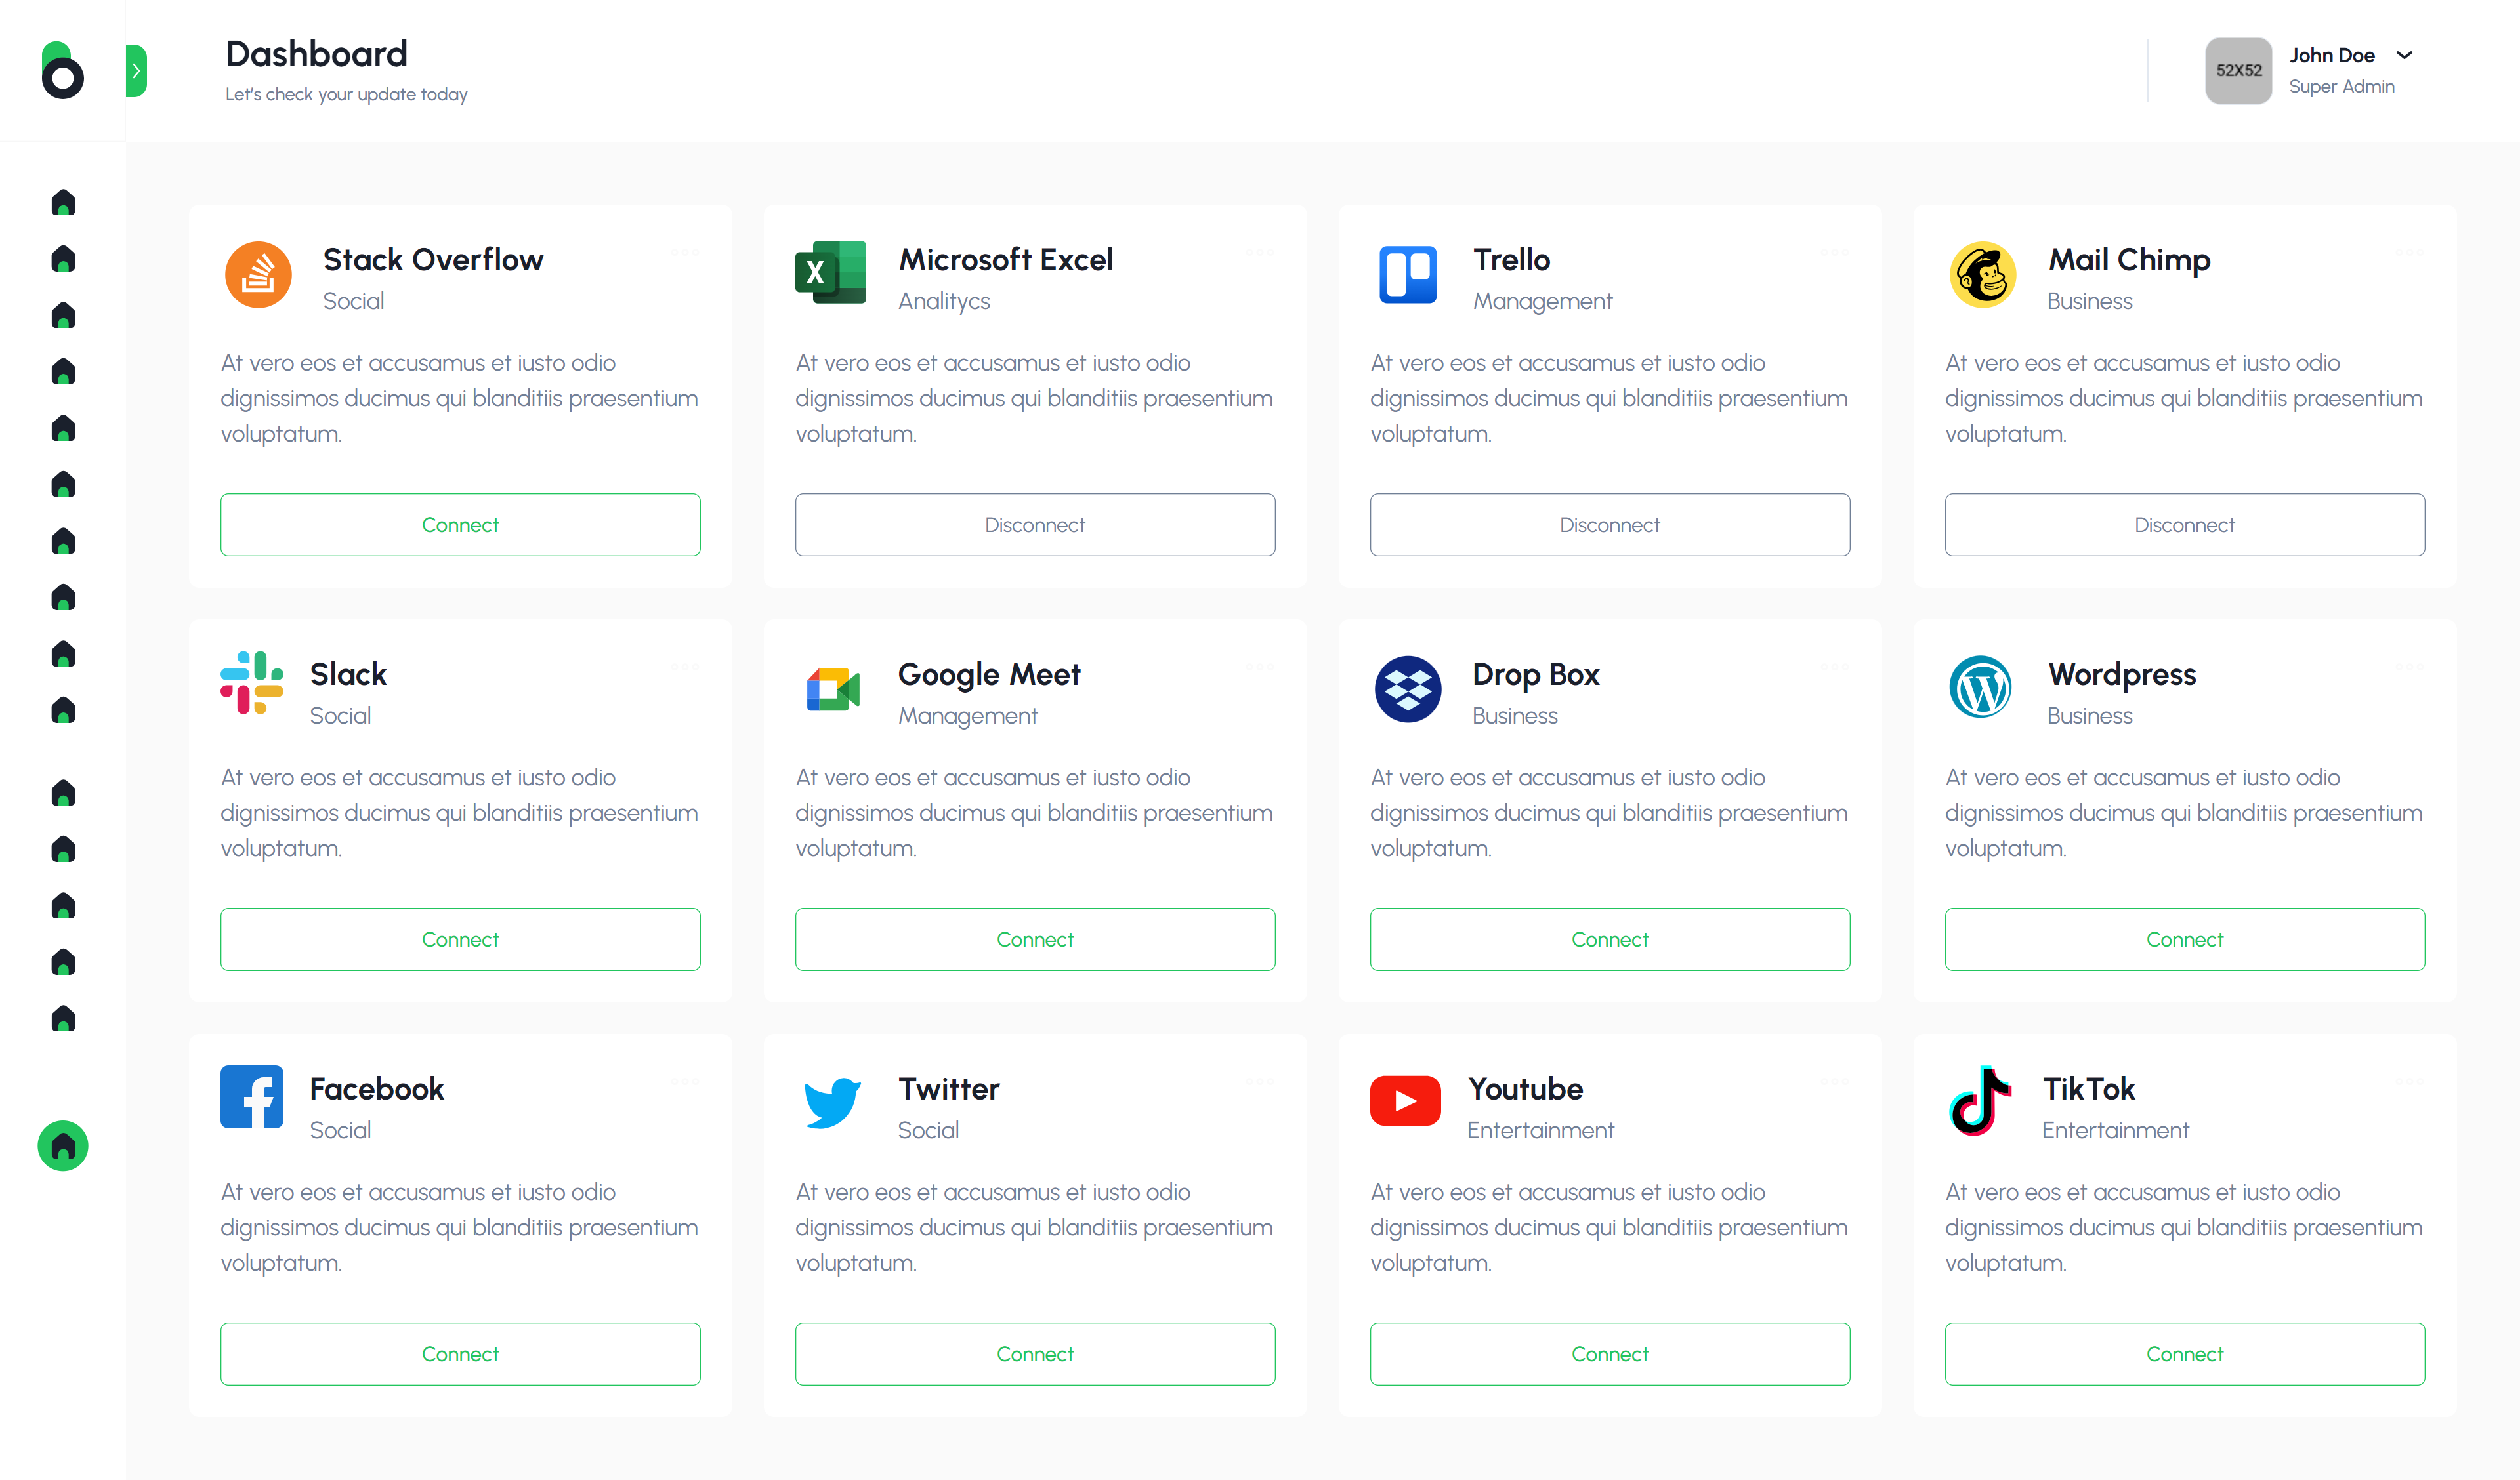 Dashboard
Let's check your update today
52X52
John Doe
Super Admin
Stack Overflow
Social
At vero eos et accusamus et iusto odio
dignissimos ducimus qui blanditiis praesentium
voluptatum.
Connect
Microsoft Excel
Analitycs
At vero eos et accusamus et iusto odio
dignissimos ducimus qui blanditiis praesentium
voluptatum.
Disconnect
Trello
Management
At vero eos et accusamus et iusto odio
dignissimos ducimus qui blanditiis praesentium
voluptatum.
Disconnect
Mail Chimp
Business
At vero eos et accusamus et iusto odio
dignissimos ducimus qui blanditiis praesentium
voluptatum.
Disconnect
Slack
Social
At vero eos et accusamus et iusto odio
dignissimos ducimus qui blanditiis praesentium
voluptatum.
Connect
Google Meet
Management
At vero eos et accusamus et iusto odio
dignissimos ducimus qui blanditiis praesentium
voluptatum.
Connect
Drop Box
Business
At vero eos et accusamus et iusto odio
dignissimos ducimus qui blanditiis praesentium
voluptatum.
Connect
Wordpress
Business
At vero eos et accusamus et iusto odio
dignissimos ducimus qui blanditiis praesentium
voluptatum.
Connect
Facebook
Social
At vero eos et accusamus et iusto odio
dignissimos ducimus qui blanditiis praesentium
voluptatum.
Connect
Twitter
Social
At vero eos et accusamus et iusto odio
dignissimos ducimus qui blanditiis praesentium
voluptatum.
Connect
Youtube
Entertainment
At vero eos et accusamus et iusto odio
dignissimos ducimus qui blanditiis praesentium
voluptatum.
Connect
TikTok
Entertainment
At vero eos et accusamus et iusto odio
dignissimos ducimus qui blanditiis praesentium
voluptatum.
Connect